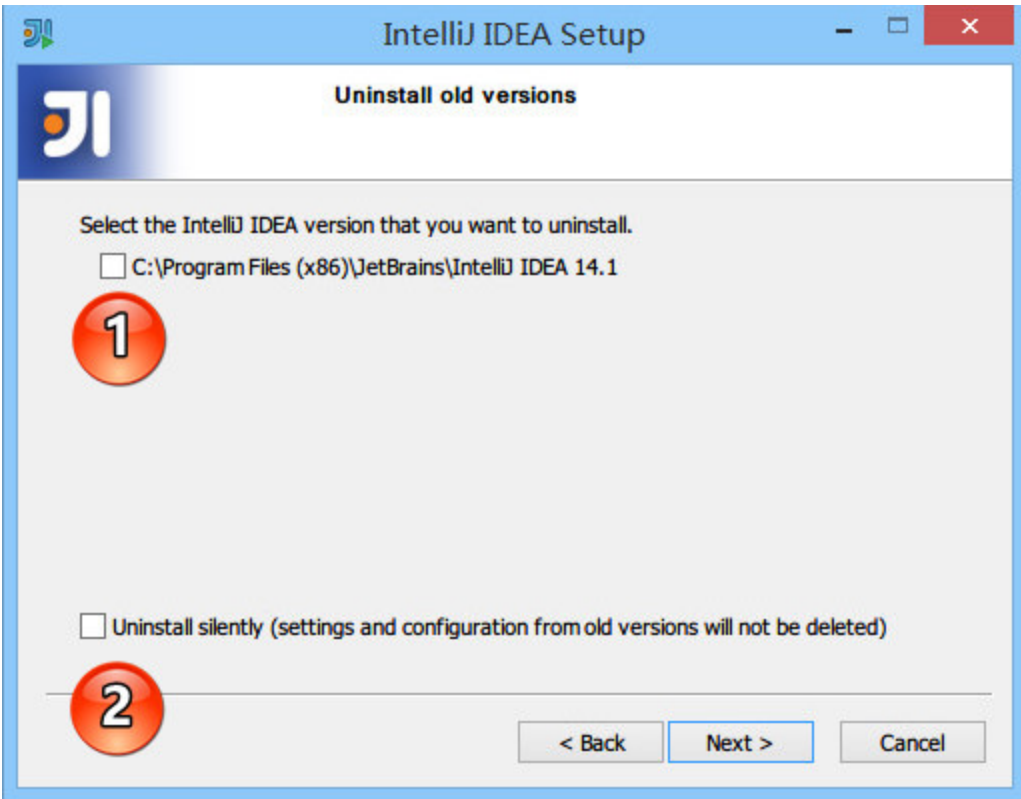 IntelliJ IDEA Setup
Uninstall old versions
Select the IntelliJ IDEA version that you want to uninstall.
C:\Program Files (x86)\JetBrains\IntelliJ IDEA 14.1
1
Uninstall silently (settings and configuration from old versions will not be deleted)
2
< Back Next > Cancel